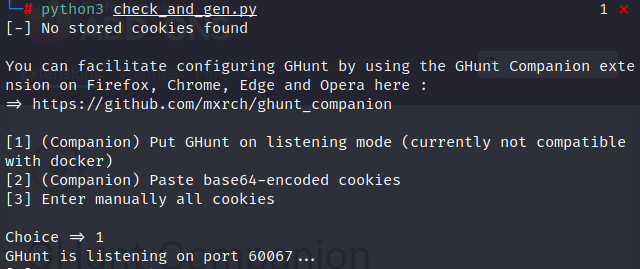 └─# python3 check_and_gen.py 1 ⨯
[-] No stored cookies found
You can facilitate configuring GHunt by using the GHunt Companion exte
nsion on Firefox, Chrome, Edge and Opera here :
=> https://github.com/mxrch/ghunt_companion
[1] (Companion) Put GHunt on listening mode (currently not compatible
with docker)
[2] (Companion) Paste base64-encoded cookies
[3] Enter manually all cookies
Choice => 1
GHunt is listening on port 60067...